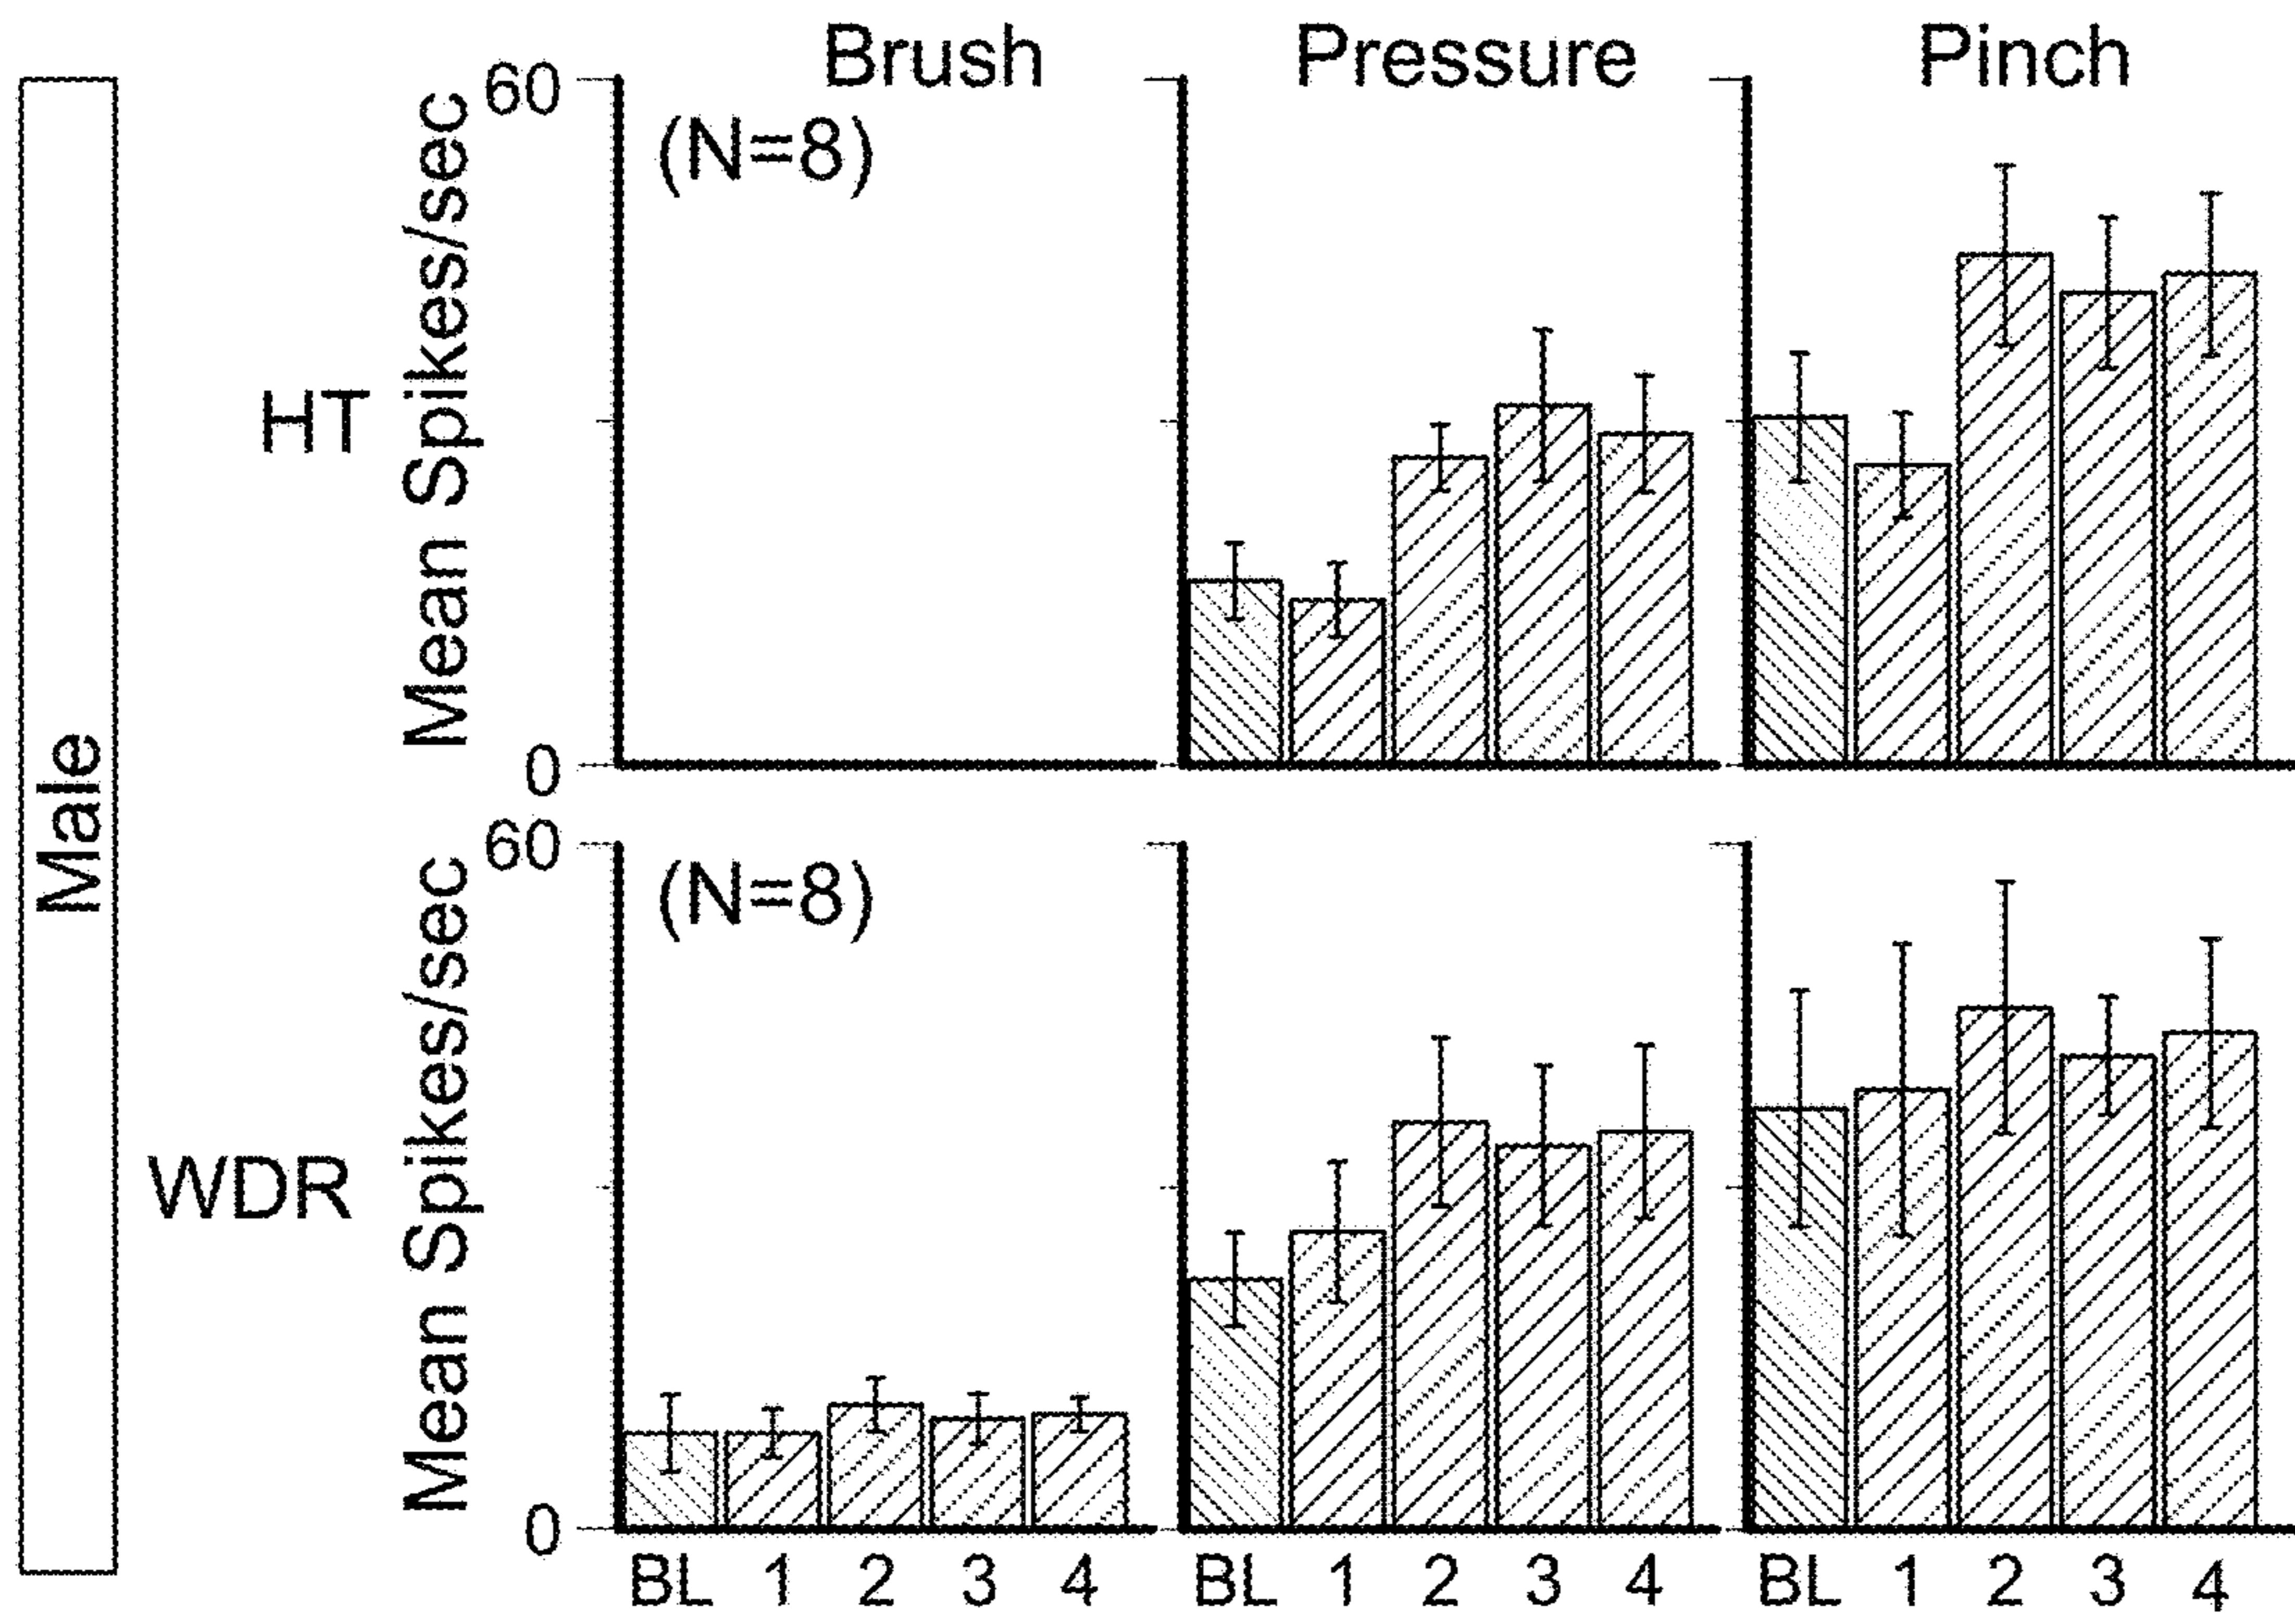 Brush Pressure Pinch
60
(N=8)
Mean Spikes/sec
HT
0
Male
60
(N=8)
Mean Spikes/sec
WDR
0
BL 1 2 3 4 BL 1 2 3 4 BL 1 2 3 4